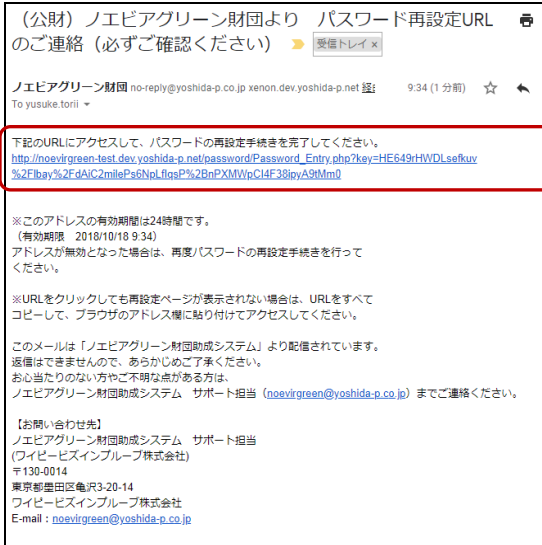 （公財）ノエビアグリーン財団より　パスワード再設定URL
のご連絡（必ずご確認ください） 受信トレイ x
ノエビアグリーン財団 no-reply@yoshida-p.co.jp xenon.dev.yoshida-p.net 経 9:34 (1 分前)
To yusuke.torii
下記のURLにアクセスして、パスワードの再設定手続きを完了してください。
http://noevirgreen-test.dev.yoshida-p.net/password/Password_Entry.php?key=HE649rHWDLsefkuv
%2Flbay%2FdAiC2milePs6NpLflqsP%2BnPXMWpCI4F38jpyA9tMm0
※このアドレスの有効期間は24時間です。
（有効期限　2018/10/18 9:34）
アドレスが無効となった場合は、再度パスワードの再設定手続きを行って
ください。
※URLをクリックしても再設定ページが表示されない場合は、URLをすべて
コピーして、ブラウザのアドレス欄に貼り付けてアクセスしてください。
このメールは「ノエビアグリーン財団助成システム」より配信されています。
返信はできませんので、あらかじめご了承ください。
お心当たりのない方やご不明な点がある方は、
ノエビアグリーン財団助成システム　サポート担当（noevirgreen@yoshida-p.co.jp）までご連絡ください。
【お問い合わせ先】
ノエビアグリーン財団助成システム　サポート担当
(ワイピービズインプルーブ株式会社)
〒130-0014
東京都墨田区亀沢3-20-14
ワイピービズインプルーブ株式会社
E-mail：noevirgreen@yoshida-p.co.jp